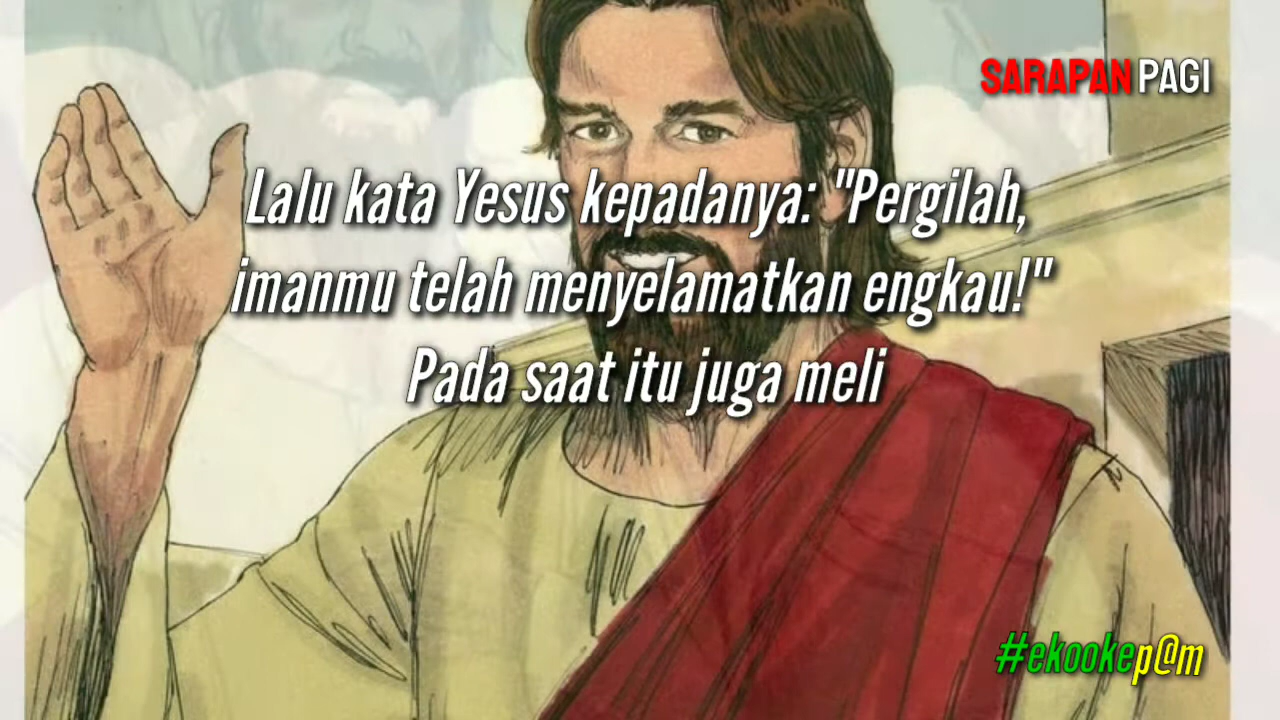 SARAPAN PAGI
Lalu kata Yesus kepadanya: "Pergilah,
imanmu telah menyelamatkan engkau!"
Pada saat itu juga meli
#ekookep@m